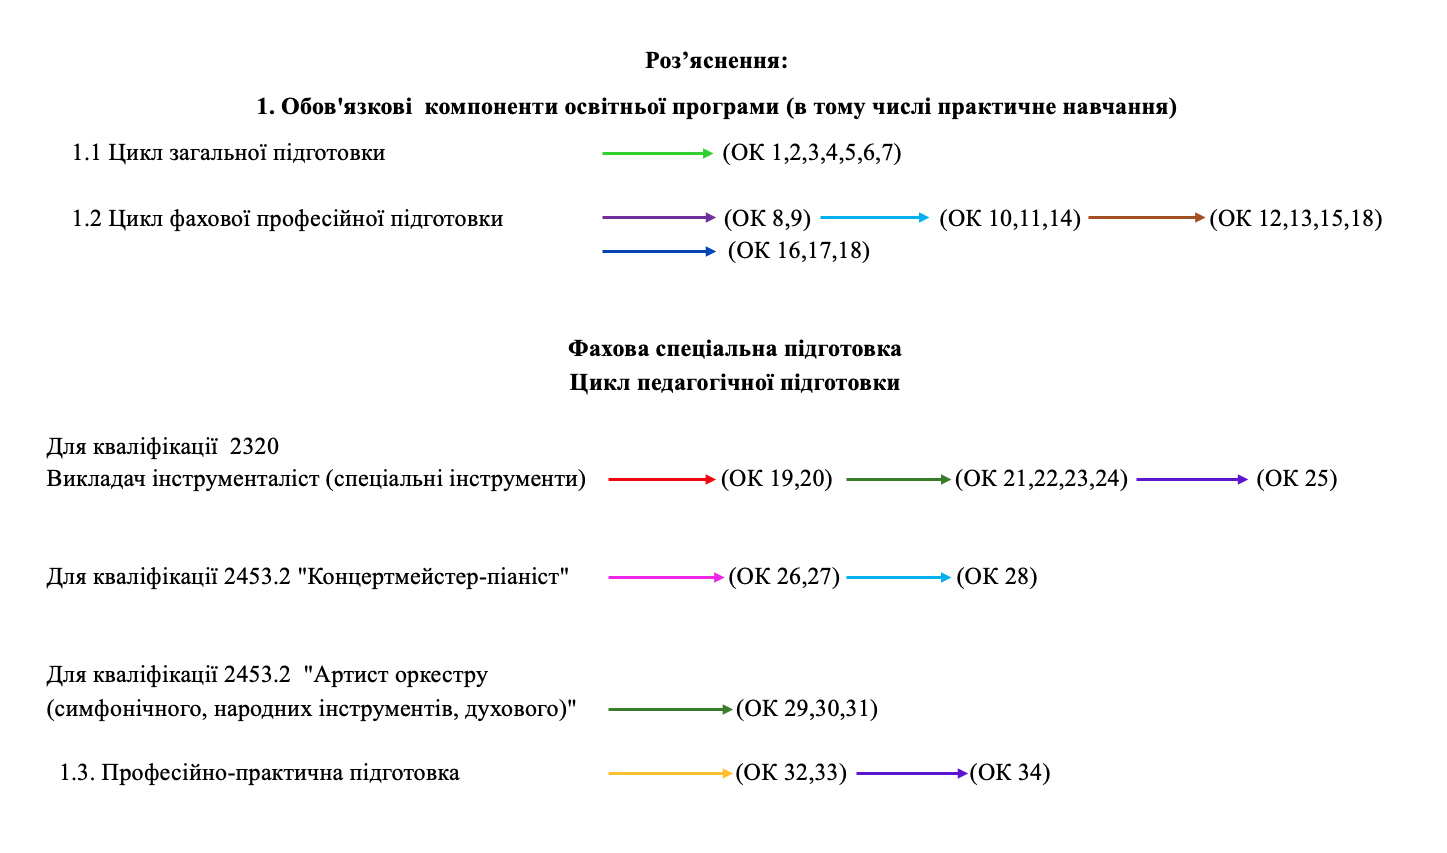 Роз’яснення:
1. Обов'язкові компоненти освітньої програми (в тому числі практичне навчання)
1.1 Цикл загальної підготовки (ОК 1,2,3,4,5,6,7)
1.2 Цикл фахової професійної підготовки (ОК 8,9) (ОК 10,11,14) (ОК 12,13,15,18)
(ОК 16,17,18)
Фахова спеціальна підготовка
Цикл педагогічної підготовки
Для кваліфікації 2320
Викладач інструменталіст (спеціальні інструменти) (ОК 19,20) (ОК 21,22,23,24) (ОК 25)
Для кваліфікації 2453.2 "Концертмейстер-піаніст" (ОК 26,27) (ОК 28)
Для кваліфікації 2453.2 "Артист оркестру
(симфонічного, народних інструментів, духового)" (ОК 29,30,31)
1.3. Професійно-практична підготовка (ОК 32,33) (ОК 34)